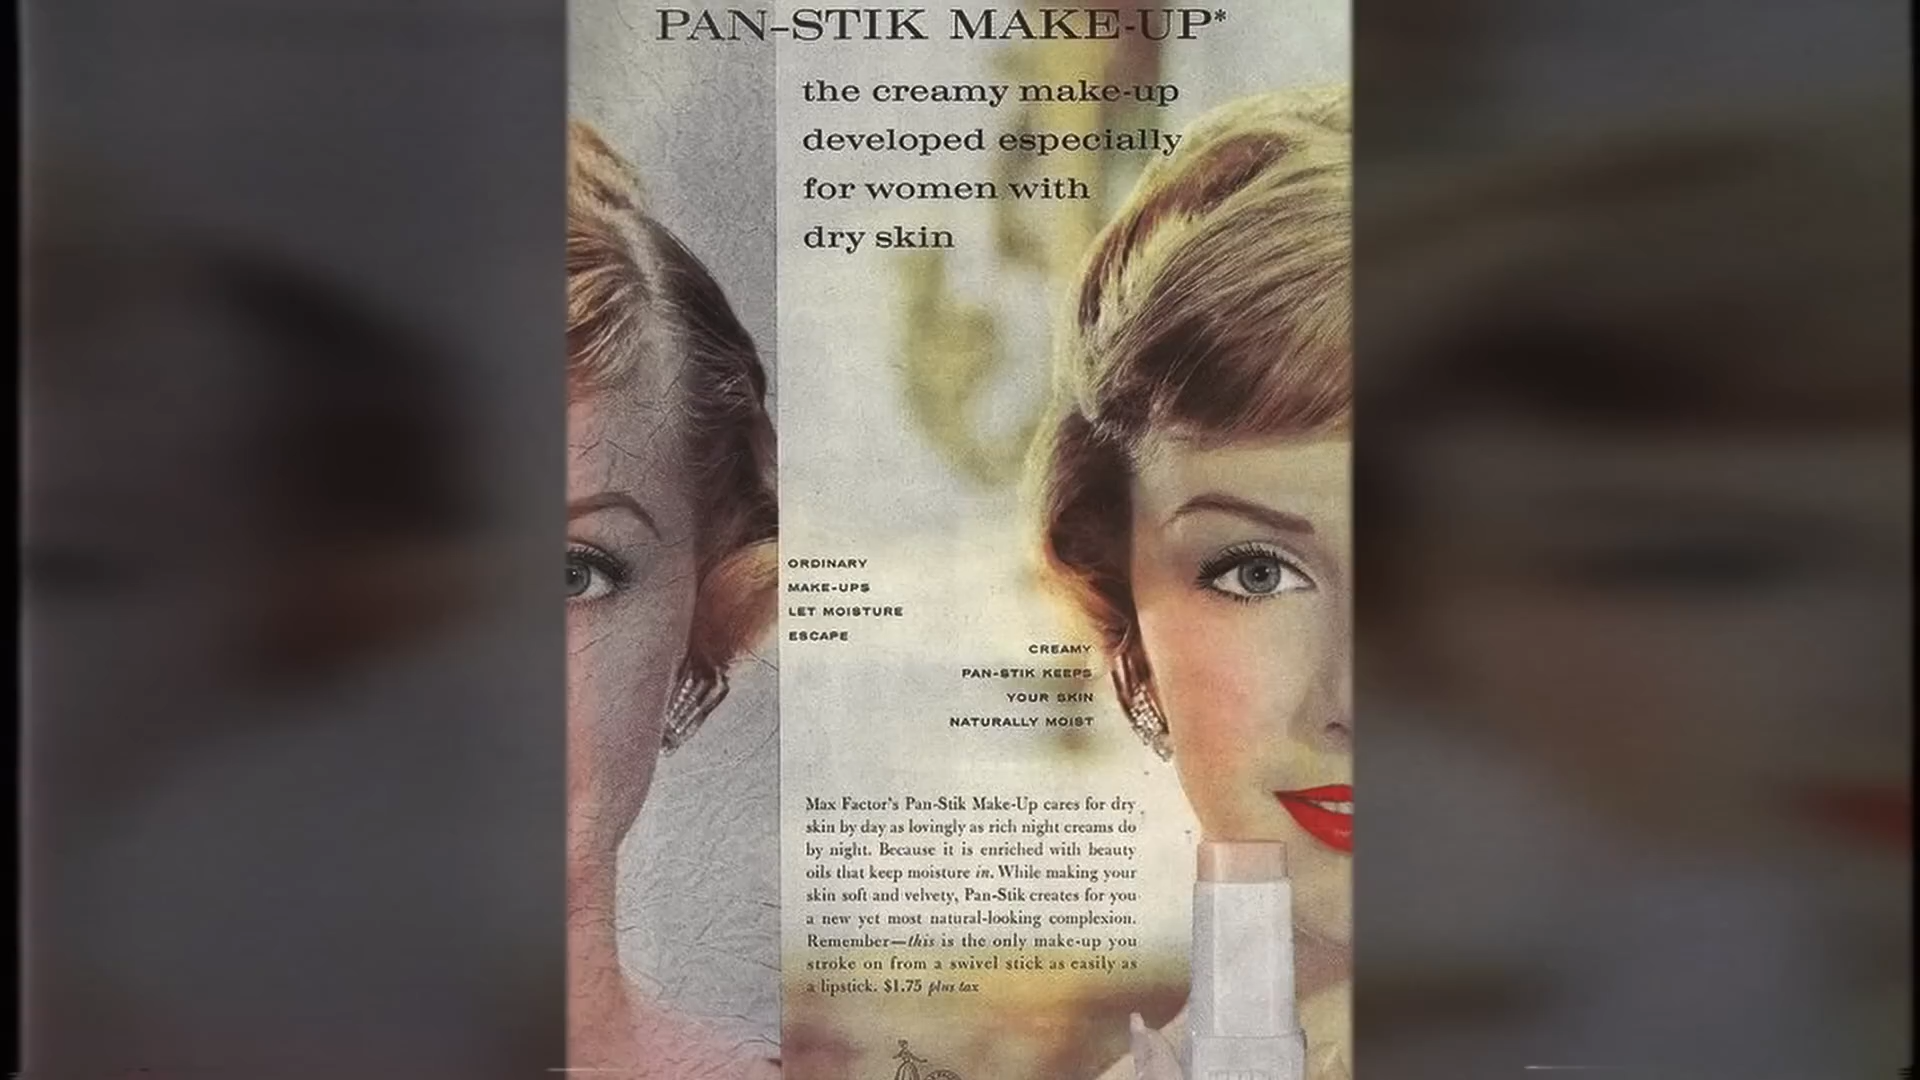 PAN-STIK MAKE-UP*
the creamy make-up
developed especially
for women with
dry skin
ORDINARY
MAKE-UPS
LET MOISTURE
ESCAPE
CREAMY
PAN-STIK KEEPS
YOUR SKIN
NATURALLY MOIST
Max Factor's Pan-Stik Make-Up cares for dry
skin by day as lovingly as rich night creams do
by night. Because it is enriched with beauty
oils that keep moisture in. While making your
skin soft and velvety, Pan-Stik creates for you
a new yet most natural-looking complexion.
Remember—this is the only make-up you
stroke on from a swivel stick as easily as
a lipstick. $1.75 plus tax